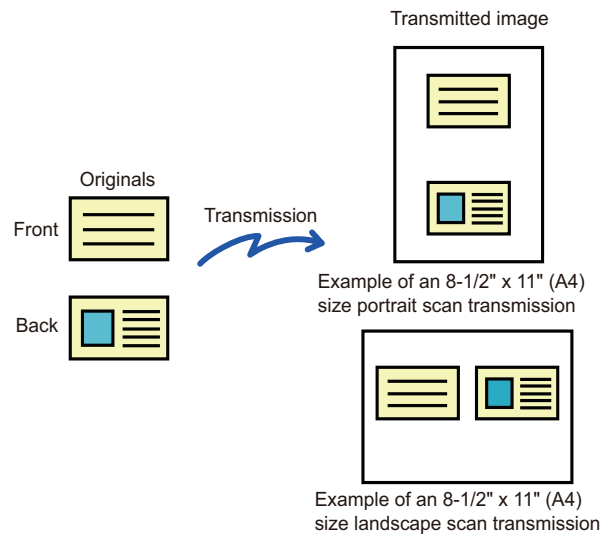 Transmitted image
Originals
Front
Transmission
Back
Example of an 8-1/2" x 11" (A4)
size portrait scan transmission
Example of an 8-1/2" x 11" (A4)
size landscape scan transmission